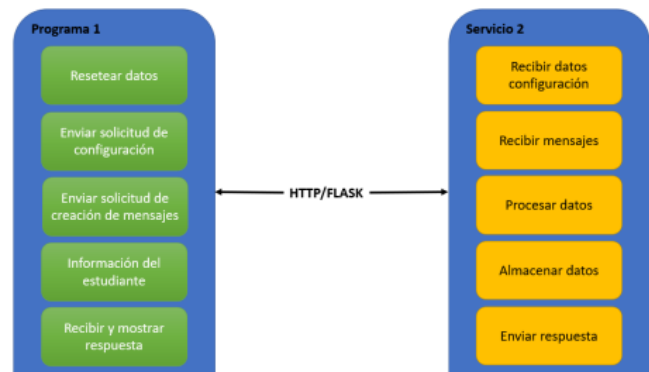 Programa 1
Resetear datos
Enviar solicitud de
configuración
Enviar solicitud de
creación de mensajes
Información del
estudiante
Recibir y mostrar
respuesta
HTTP/FLASK
Servicio 2
Recibir datos
configuración
Recibir mensajes
Procesar datos
Almacenar datos
Enviar respuesta